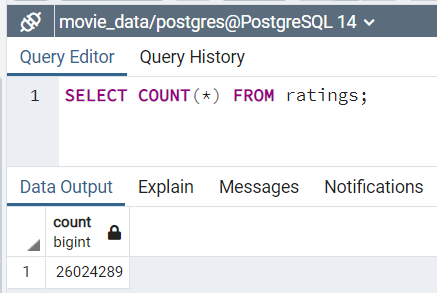 movie_data/postgres@PostgreSQL 14
Query Editor Query History
1 SELECT COUNT(*) FROM ratings;
Data Output Explain Messages Notifications
count
bigint
1 26024289